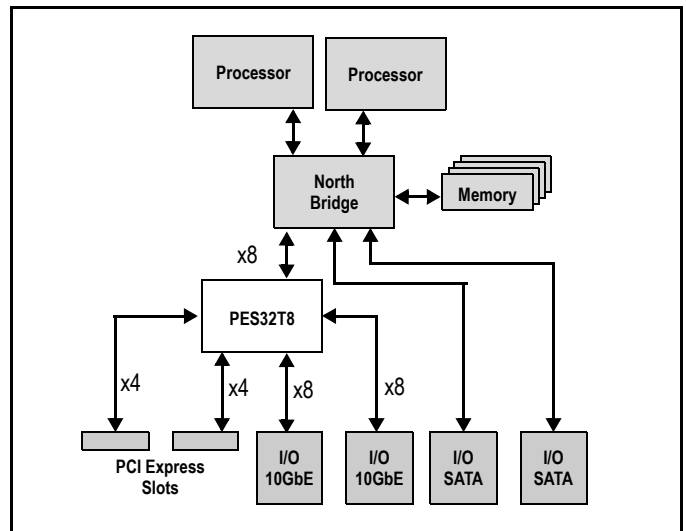 Processor
Processor
North
Bridge
Memory
x8
PES32T8
x4
x4
x8
x8
PCI Express
Slots
I/O
10GbE
I/O
10GbE
I/O
SATA
I/O
SATA